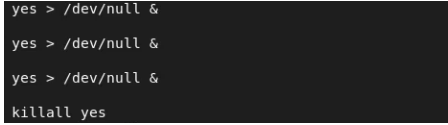 yes > /dev/null &
yes > /dev/null &
yes > /dev/null &
killall yes